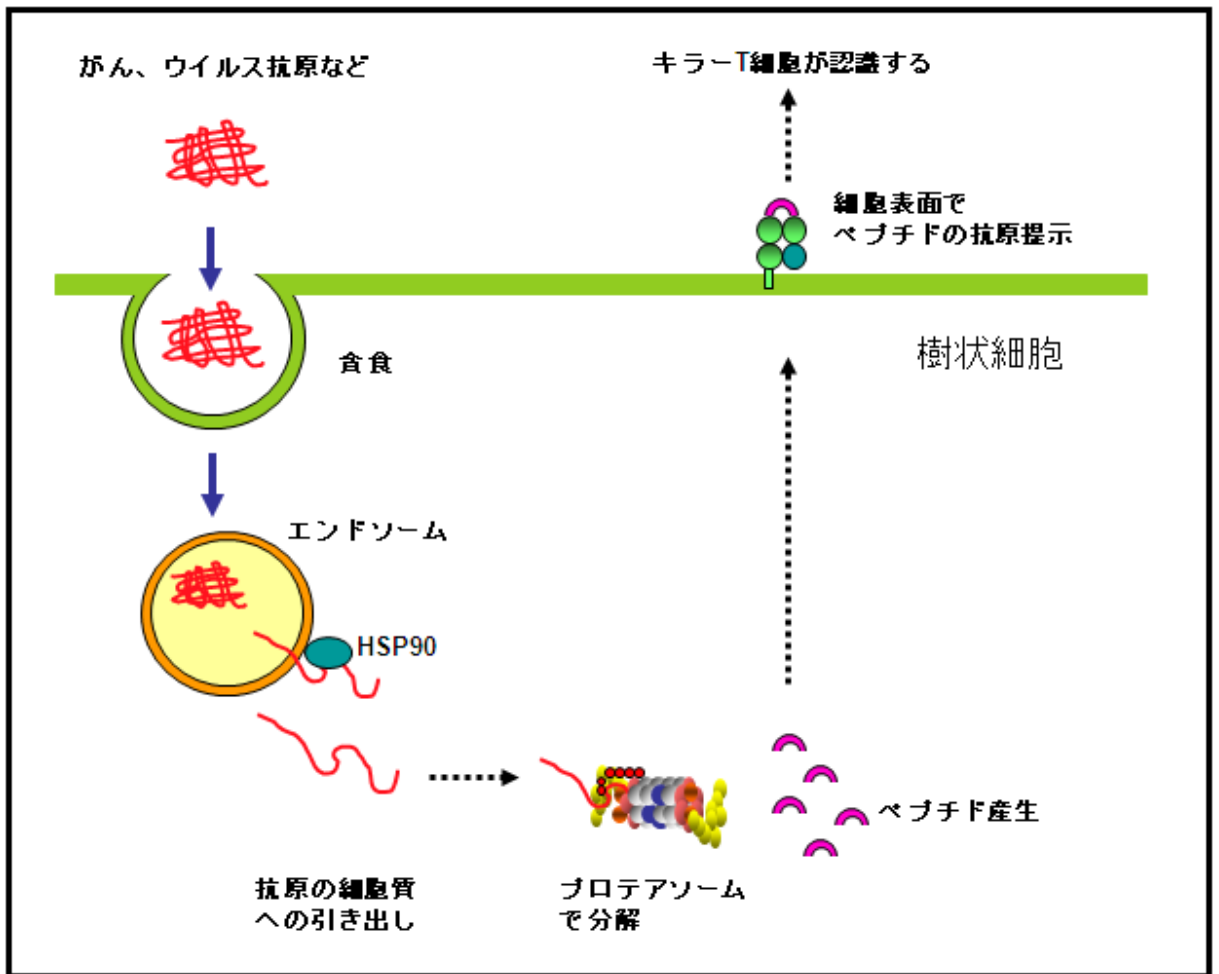 がん、ウイルス抗原など
キラーT細胞が認識する
細胞表面で
ペプチドの抗原提示
貪食
樹状細胞
エンドソーム
HSP90
ペプチド産生
抗原の細胞質
への引き出し
プロテアソーム
で分解